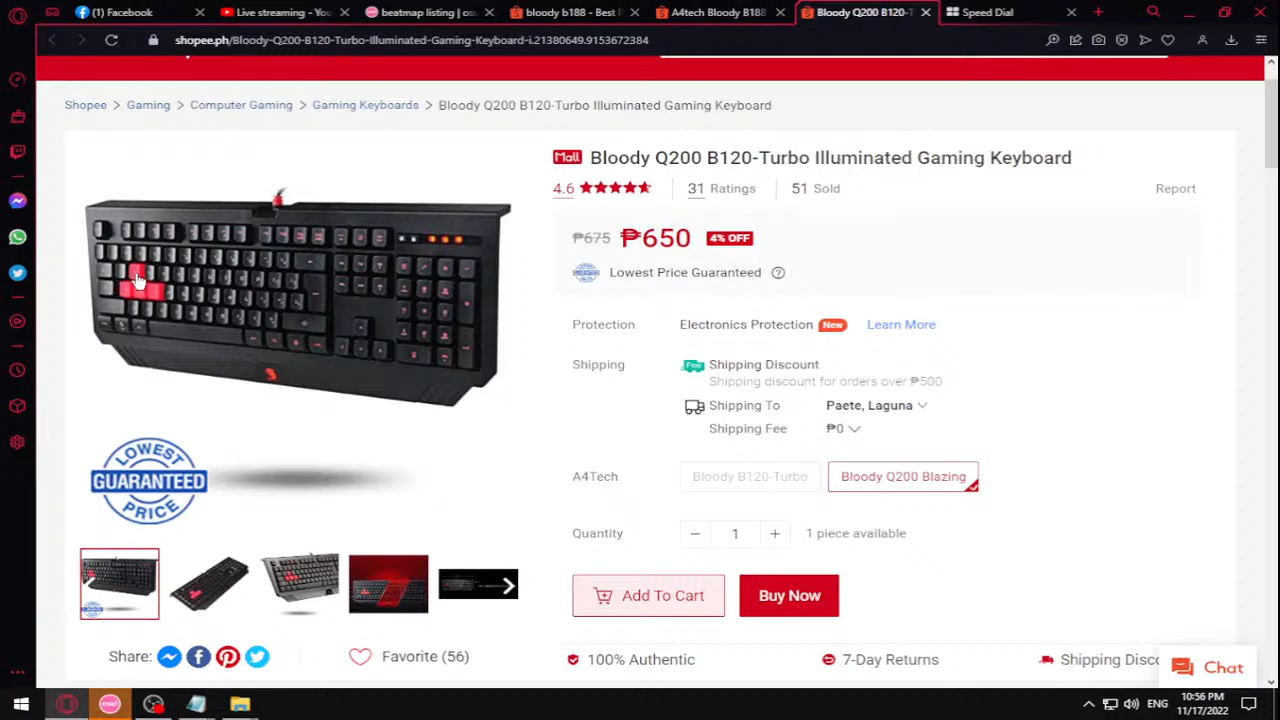 (1) Facebook
Live streaming - You
beatmap listing | osu
bloody b188 - Best P
A4tech Bloody B188
Bloody Q200 B120-T
Speed Dial
shopee.ph/Bloody-Q200-B120-Turbo-Illuminated-Gaming-Keyboard-i.21380649.9153672384
Shopee > Gaming > Computer Gaming > Gaming Keyboards > Bloody Q200 B120-Turbo Illuminated Gaming Keyboard
Mall Bloody Q200 B120-Turbo Illuminated Gaming Keyboard
4.6 31 Ratings 51 Sold Report
₱675 ₱650 4% OFF
Lowest Price Guaranteed ?
Protection Electronics Protection New Learn More
Shipping Free Shipping Discount
Shipping discount for orders over ₱500
Shipping To Paete, Laguna
Shipping Fee ₱0
LOWEST
GUARANTEED
PRICE
A4Tech Bloody B120-Turbo Bloody Q200 Blazing
Quantity - 1 + 1 piece available
Add To Cart Buy Now
Share: Favorite (56)
100% Authentic 7-Day Returns Shipping Disco
Chat
osu!
ENG
10:56 PM
11/17/2022